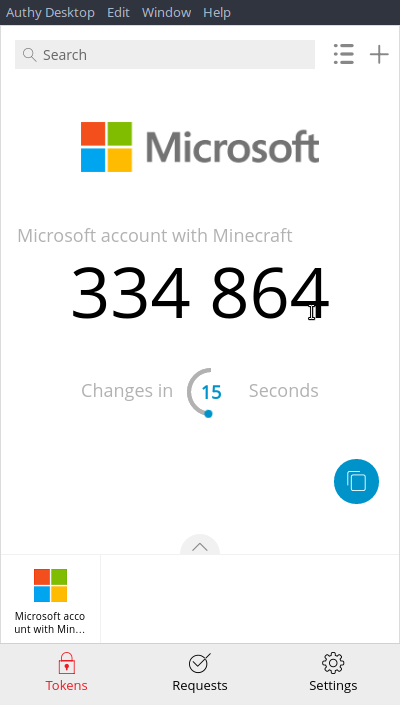 Authy Desktop Edit Window Help
Search
Microsoft
Microsoft account with Minecraft
334 864
Changes in 15 Seconds
Microsoft acco
unt with Min...
Tokens Requests Settings